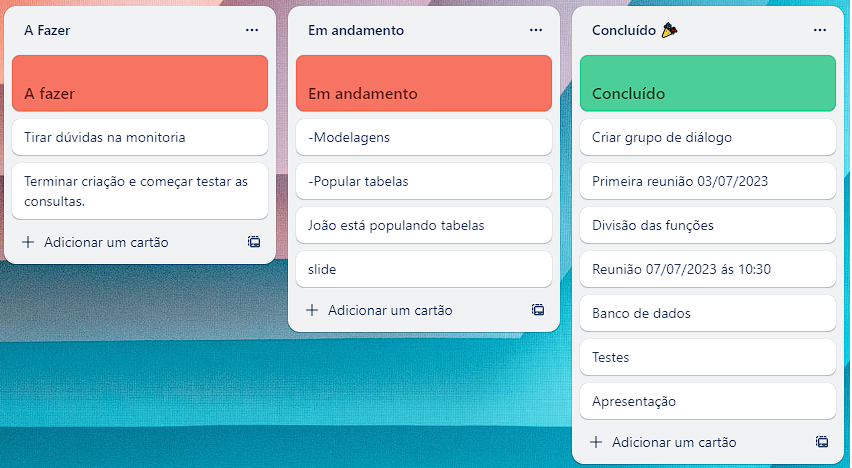 A Fazer
A fazer
Tirar dúvidas na monitoria
Terminar criação e começar testar as
consultas.
Adicionar um cartão
Em andamento
Em andamento
-Modelagens
-Popular tabelas
João está populando tabelas
slide
Adicionar um cartão
Concluído 🎉
Concluído
Criar grupo de diálogo
Primeira reunião 03/07/2023
Divisão das funções
Reunião 07/07/2023 ás 10:30
Banco de dados
Testes
Apresentação
Adicionar um cartão